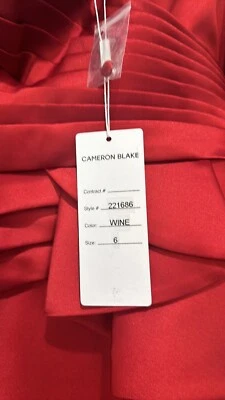 CAMERON BLAKE
Contract #
Style # 221686
Color: WINE
Size: 6